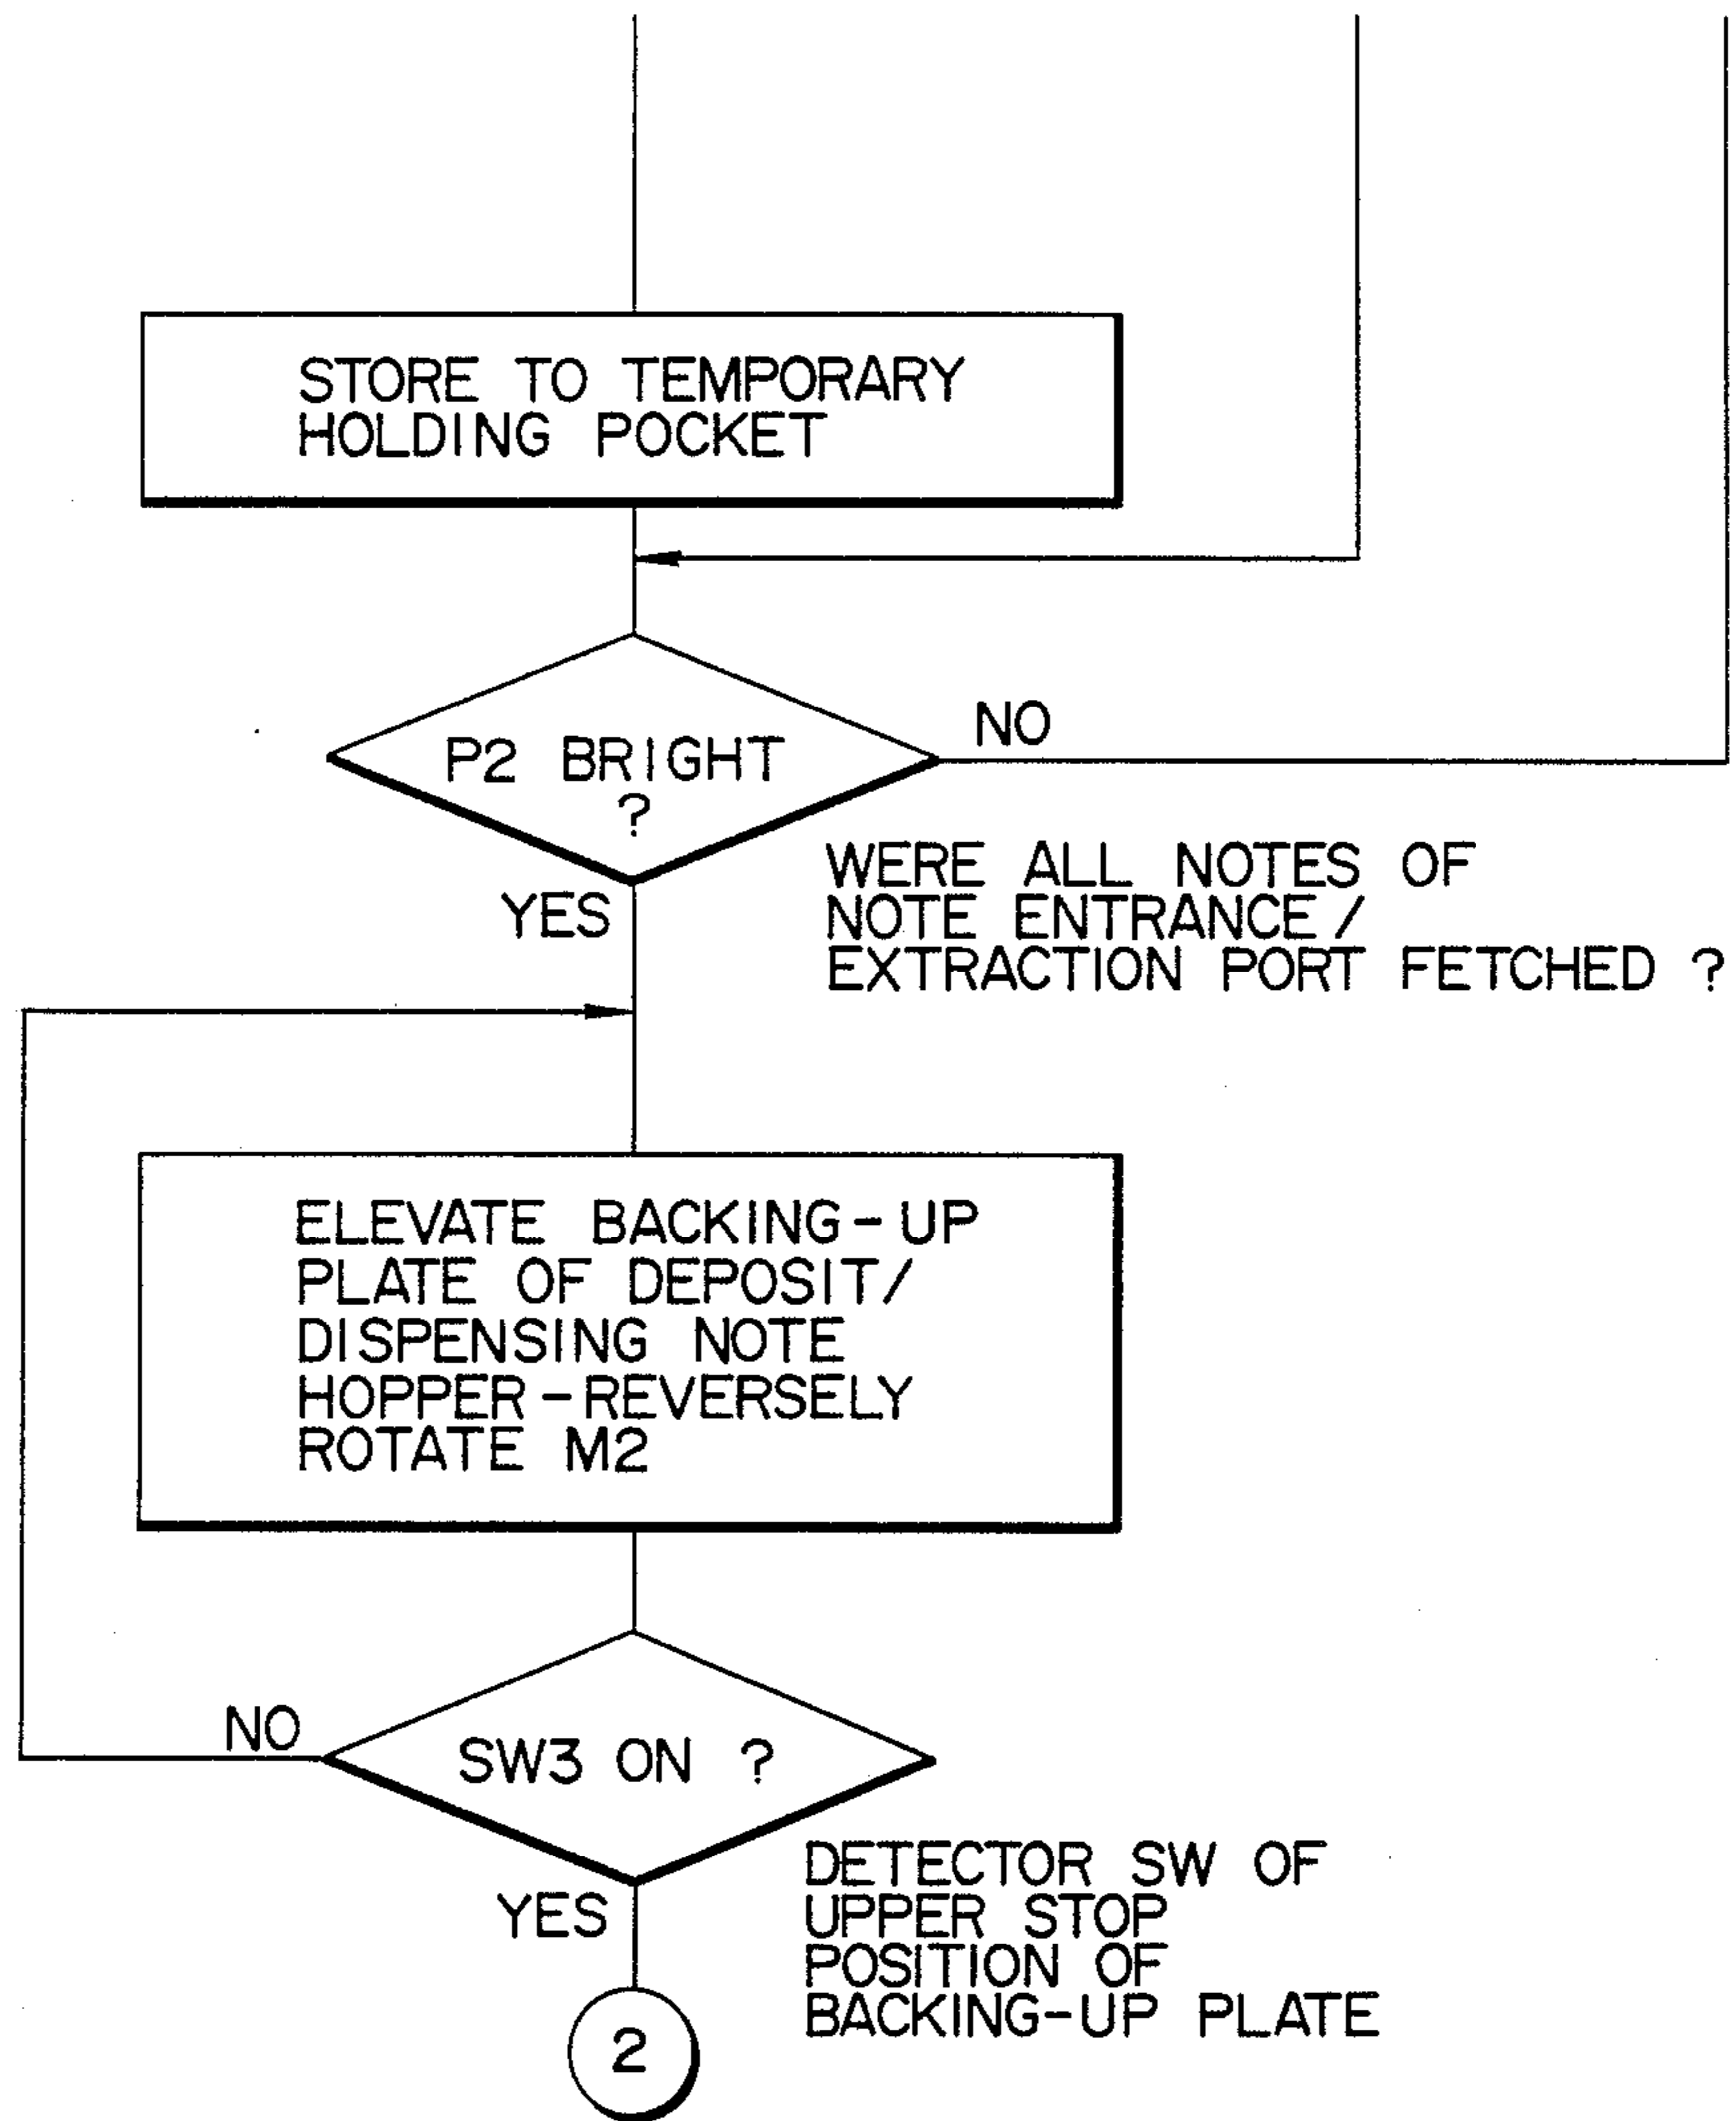 STORE TO TEMPORARY
HOLDING POCKET
P2 BRIGHT
?
NO
YES
WERE ALL NOTES OF
NOTE ENTRANCE/
EXTRACTION PORT FETCHED ?
ELEVATE BACKING-UP
PLATE OF DEPOSIT/
DISPENSING NOTE
HOPPER-REVERSELY
ROTATE M2
NO
SW3 ON ?
YES
DETECTOR SW OF
UPPER STOP
POSITION OF
BACKING-UP PLATE
2